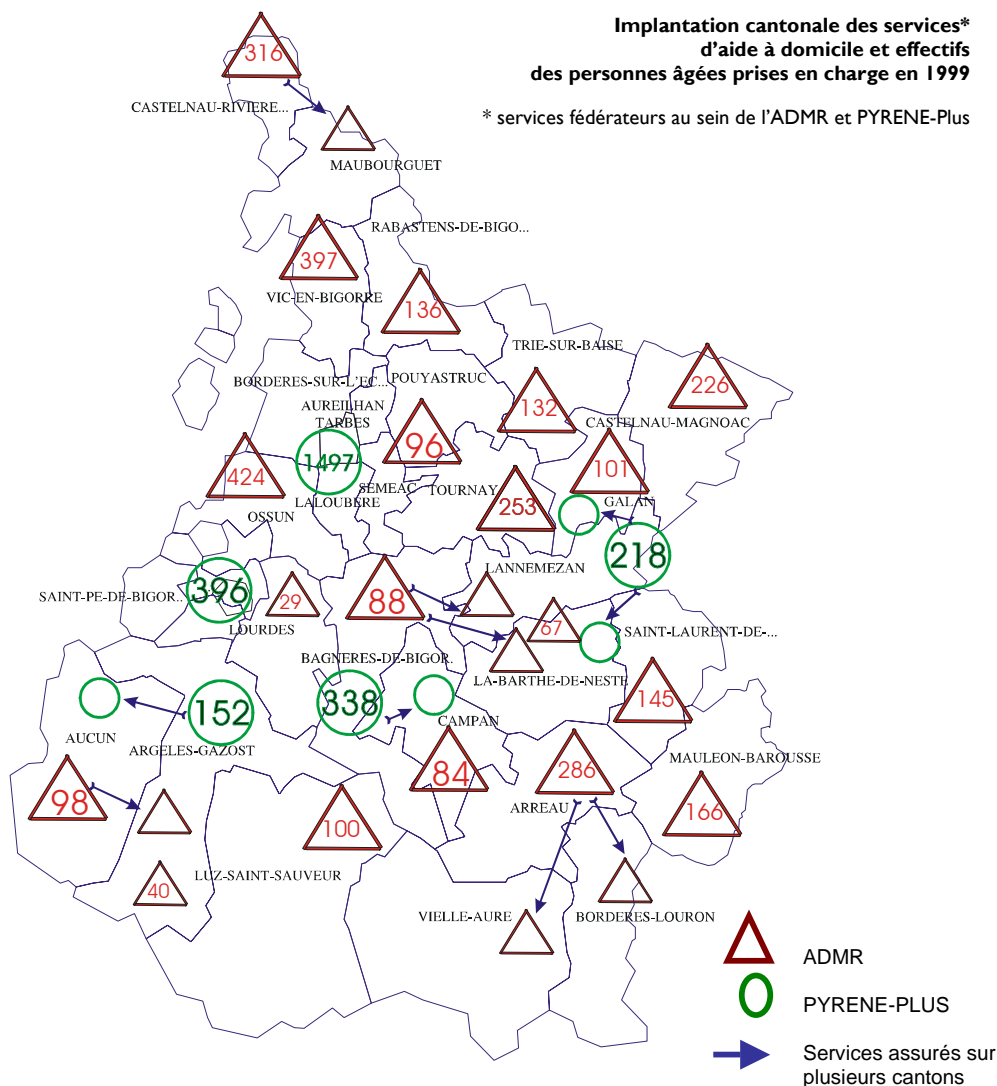 Implantation cantonale des services*
d'aide à domicile et effectifs
des personnes âgées prises en charge en 1999
* services fédérateurs au sein de l'ADMR et PYRENE-Plus
316
CASTELNAU-RIVIERE...
MAUBOURGUET
RABASTENS-DE-BIGO...
397
VIC-EN-BIGORRE
136
TRIE-SUR-BAISE
BORDERES-SUR-L'EC...
POUYASTRUC
226
AUREILHAN
132
CASTELNAU-MAGNOAC
TARBES
96
1497
101
424
SEMEAC
TOURNAY
LALOUBERE
253
GALAN
OSSUN
218
LANNEMEZAN
SAINT-PE-DE-BIGOR...
396
29
88
LOURDES
67
SAINT-LAURENT-DE-...
BAGNERES-DE-BIGOR.
LA-BARTHE-DE-NESTE
145
152
338
CAMPAN
AUCUN
ARGELES-GAZOST
MAULEON-BAROUSSE
84
286
98
ARREAU
166
100
LUZ-SAINT-SAUVEUR
40
VIELLE-AURE
BORDERES-LOURON
ADMR
PYRENE-PLUS
Services assurés sur
plusieurs cantons